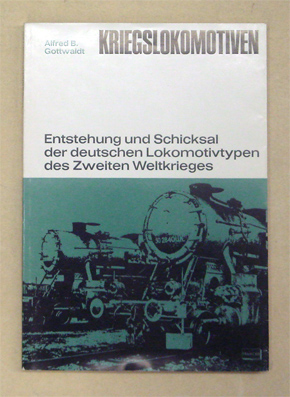 Alfred B.
Gottwaldt
KRIEGSLOKOMOTIVEN
Entstehung und Schicksal
der deutschen Lokomotivtypen
des Zweiten Weltkrieges